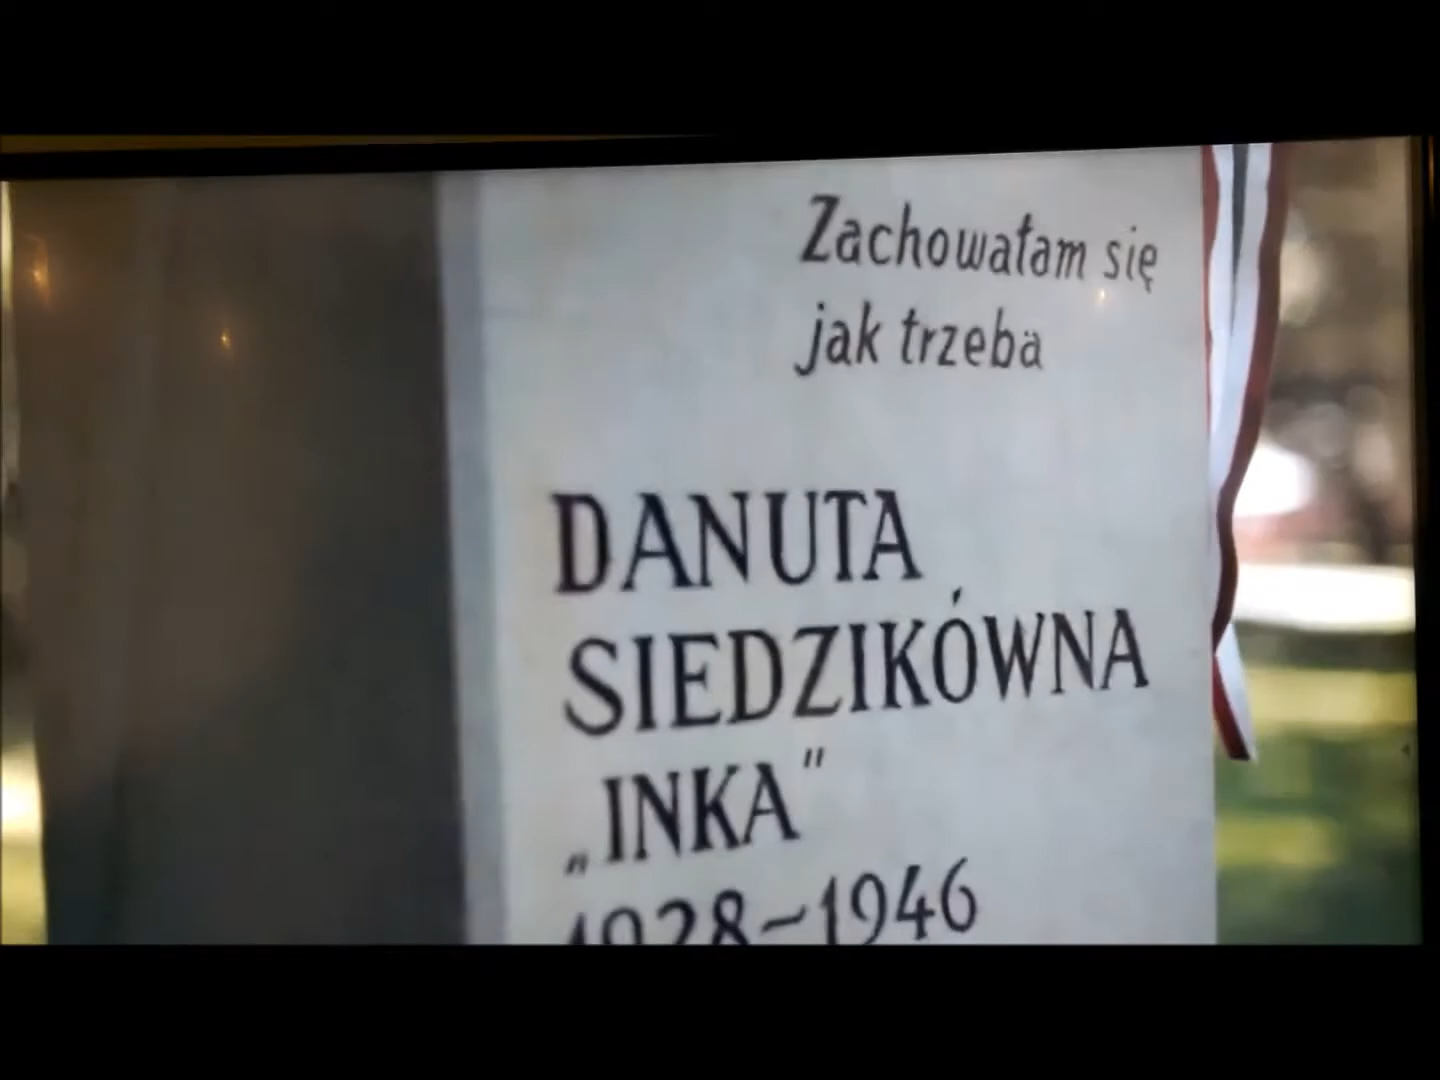 Zachowałam się
jak trzeba
DANUTA
SIEDZIKÓWNA
„INKA”
1928–1946